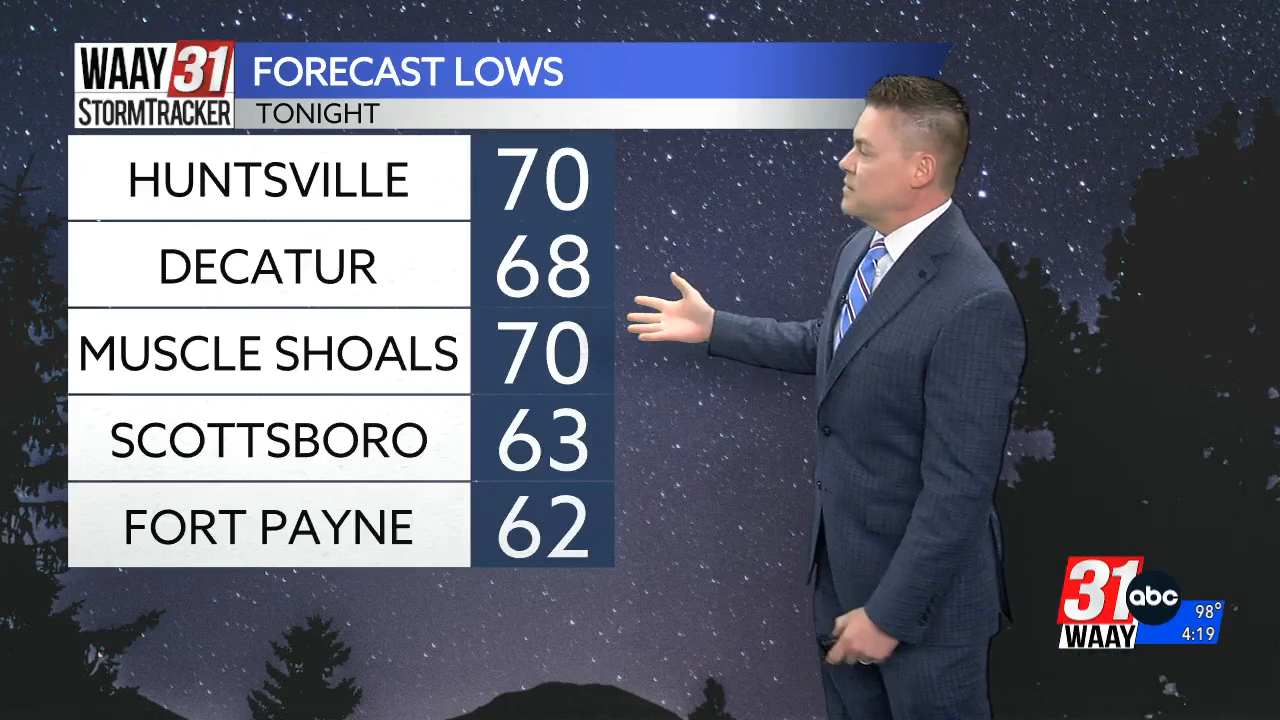 WAAY 31
STORMTRACKER
FORECAST LOWS
TONIGHT
HUNTSVILLE 70
DECATUR 68
MUSCLE SHOALS 70
SCOTTSBORO 63
FORT PAYNE 62
31
abc
WAAY
98°
4:19
abc